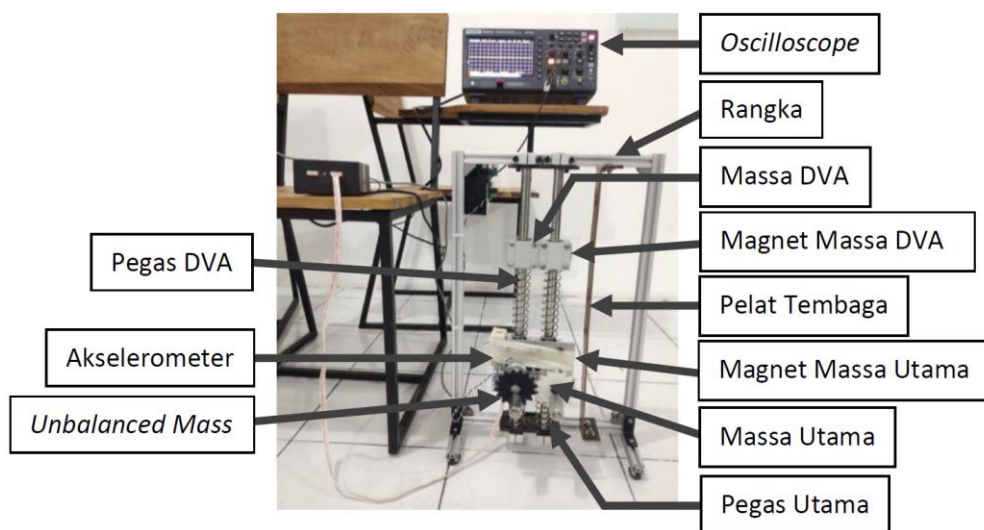 Oscilloscope
Rangka
Massa DVA
Magnet Massa DVA
Pegas DVA
Pelat Tembaga
Akselerometer
Magnet Massa Utama
Unbalanced Mass
Massa Utama
Pegas Utama